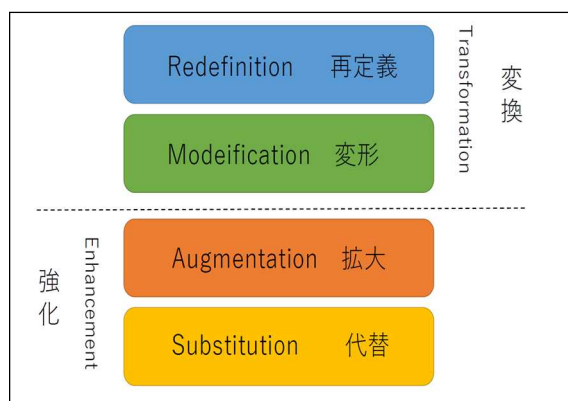 Redefinition 再定義
Transformation
変換
Modeification 変形
Augmentation 拡大
Enhancement
強化
Substitution 代替